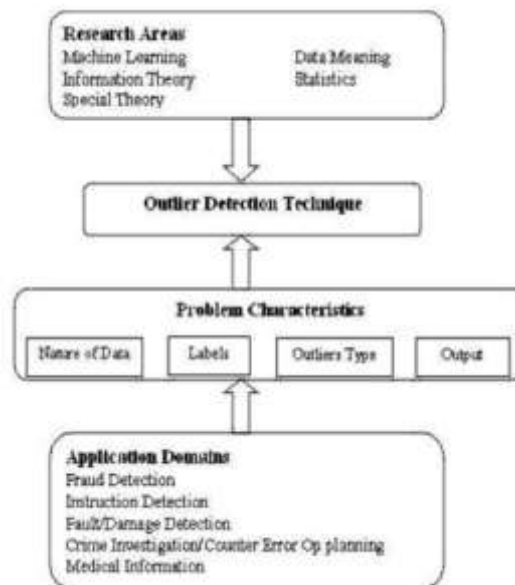 Research Areas
Machine Learning Data Meaning
Information Theory Statistics
Special Theory
Outlier Detection Technique
Problem Characteristics
Nature of Data Labels Outliers Type Output
Application Domains
Fraud Detection
Instruction Detection
Fault/Damage Detection
Crime Investigation/Counter Error Op planning
Medical Information